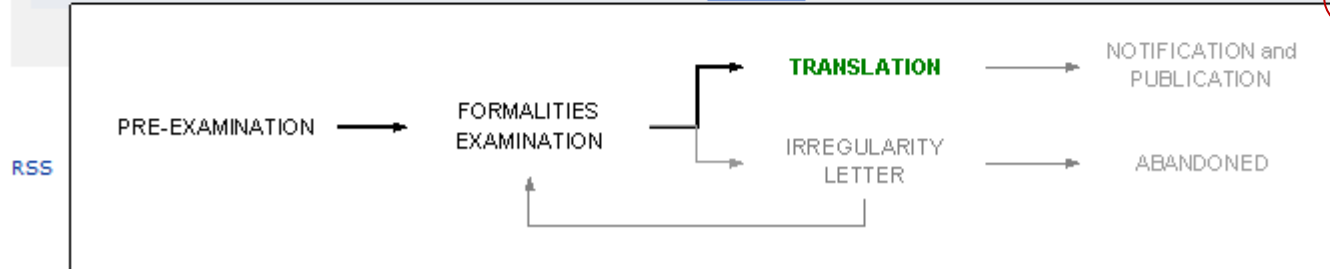 TRANSLATION
NOTIFICATION and
PUBLICATION
PRE-EXAMINATION
FORMALITIES
EXAMINATION
IRREGULARITY
LETTER
ABANDONED
RSS